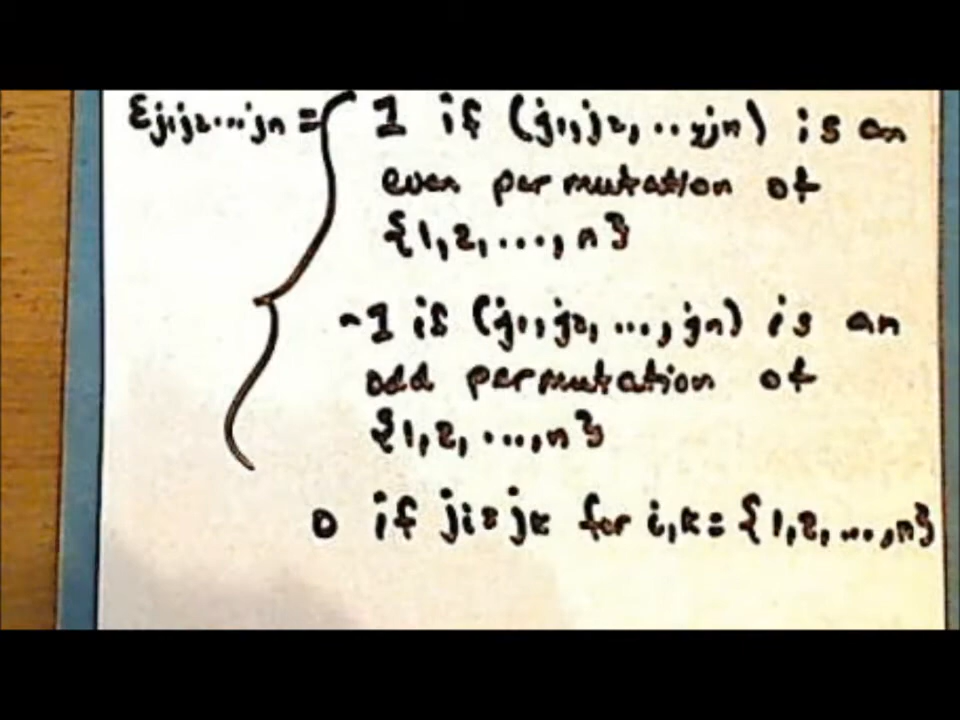 εj₁j₂...jn = { 1 if (j₁,j₂,...,jn) is an
even permutation of
{1,2,...,n}
-1 if (j₁,j₂,...,jn) is an
odd permutation of
{1,2,...,n}
0 if ji=jk for i,k={1,2,...,n}